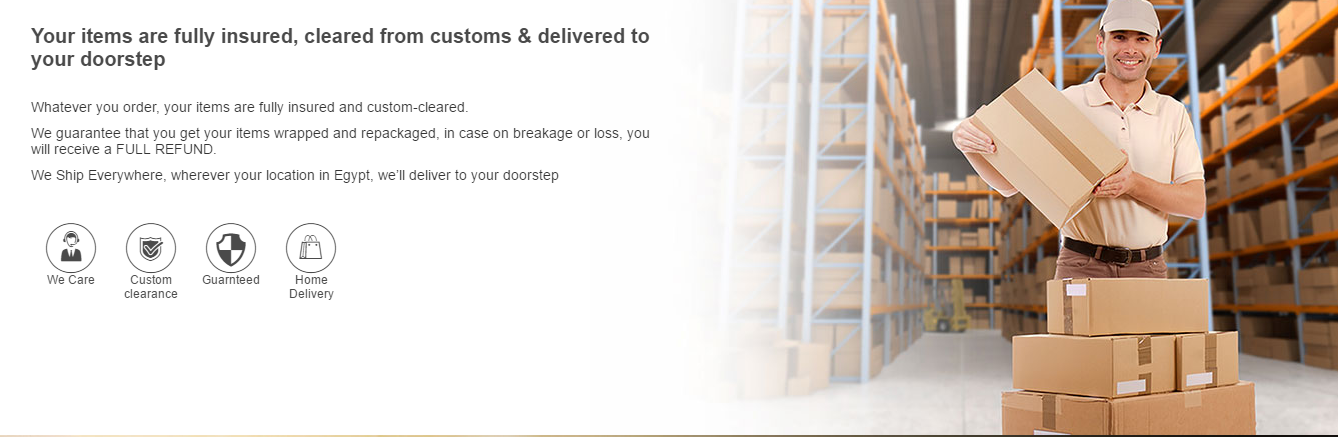 Your items are fully insured, cleared from customs & delivered to
your doorstep
Whatever you order, your items are fully insured and custom-cleared.
We guarantee that you get your items wrapped and repackaged, in case on breakage or loss, you
will receive a FULL REFUND.
We Ship Everywhere, wherever your location in Egypt, we’ll deliver to your doorstep
We Care
Custom
clearance
Guarnteed
Home
Delivery